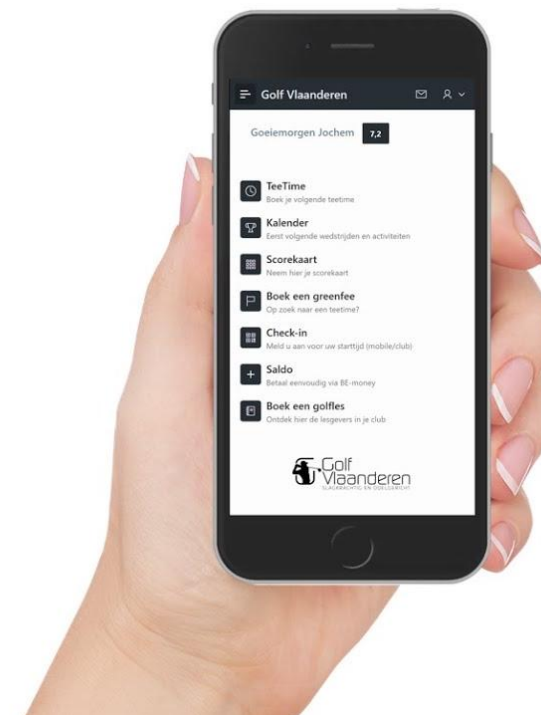 Golf Vlaanderen
Goeiemorgen Jochem 7,2
TeeTime
Boek je volgende teetime
Kalender
Eerst volgende wedstrijden en activiteiten
Scorekaart
Neem hier je scorekaart
Boek een greenfee
Op zoek naar een teetime?
Check-in
Meld u aan voor uw starttijd (mobile/club)
Saldo
Betaal eenvoudig via BE-money
Boek een golfles
Ontdek hier de lesgevers in je club
Golf
Vlaanderen
SLAGKRACHTIG EN DOELGERICHT